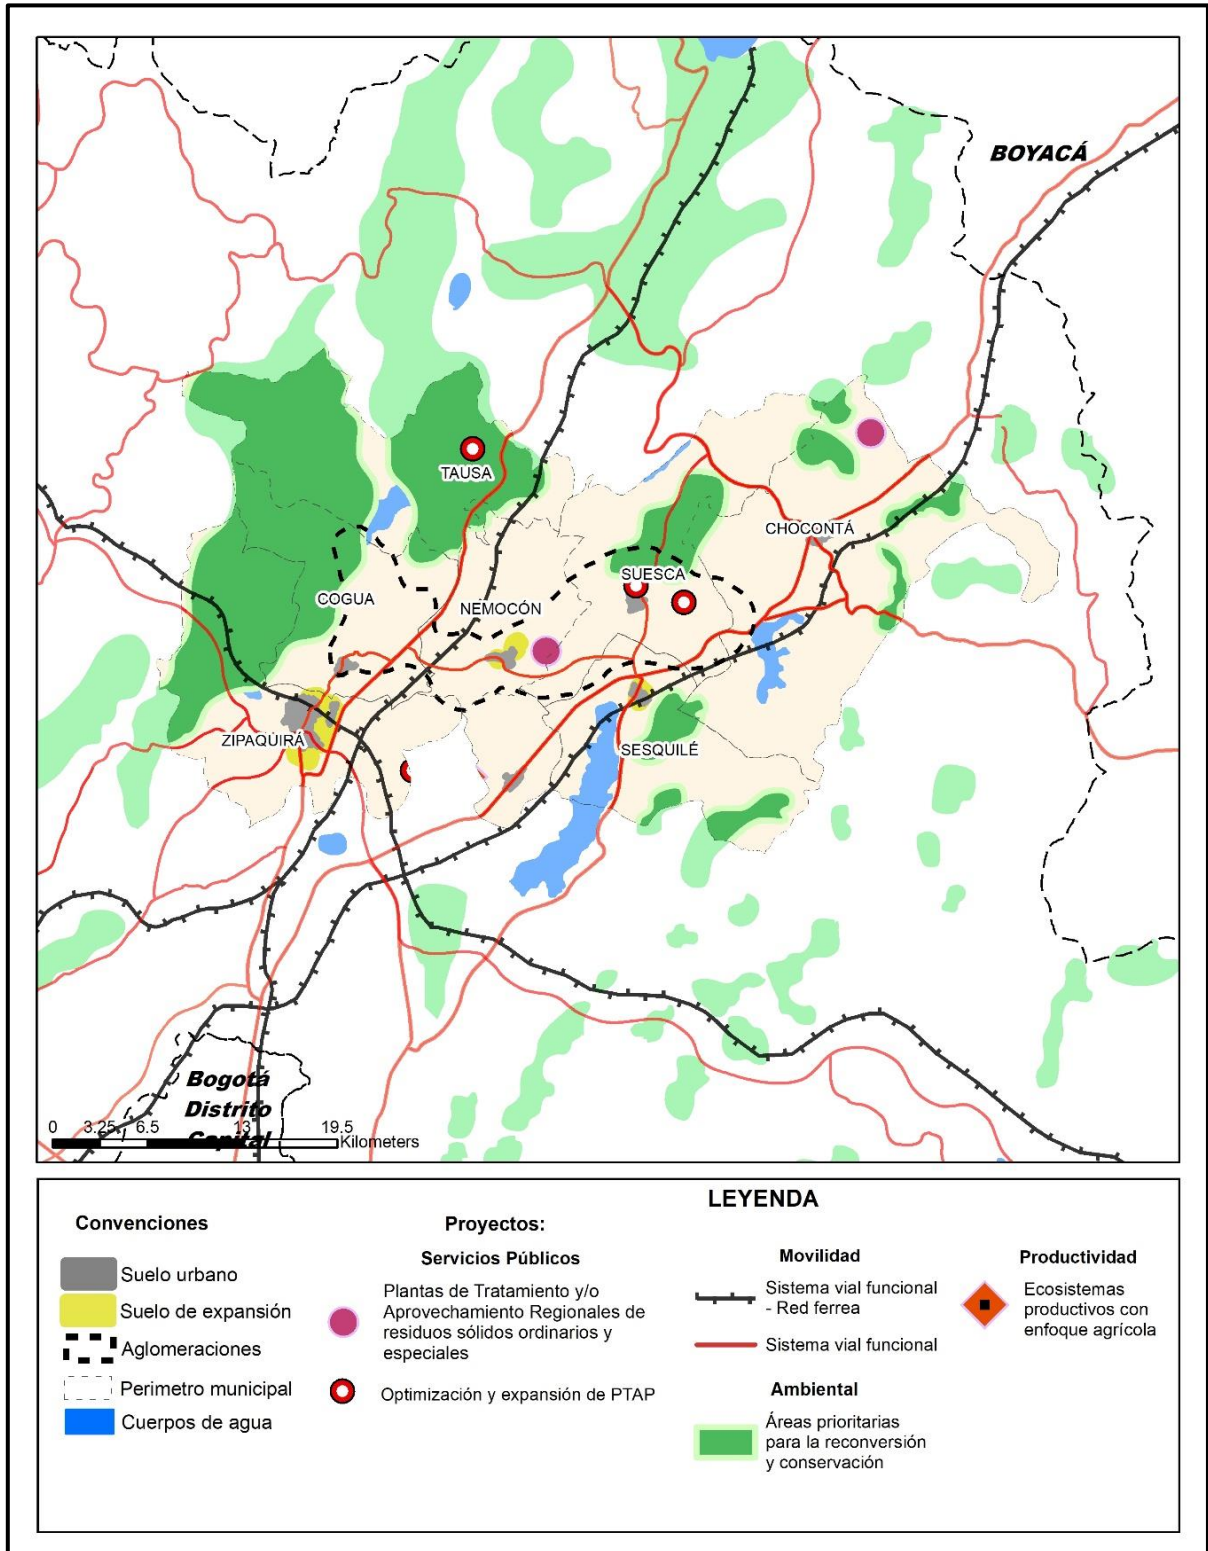 BOYACÁ
TAUSA
CHOCONTÁ
SUESCA
COGUA
NEMOCÓN
ZIPAQUIRÁ
SESQUILÉ
Bogotá
Distrito
Capital
0 3.25 6.5 13 19.5
Kilometers
LEYENDA
Convenciones
Suelo urbano
Suelo de expansión
Aglomeraciones
Perimetro municipal
Cuerpos de agua
Proyectos:
Servicios Públicos
Plantas de Tratamiento y/o
Aprovechamiento Regionales de
residuos sólidos ordinarios y
especiales
Optimización y expansión de PTAP
Movilidad
Sistema vial funcional
- Red ferrea
Sistema vial funcional
Ambiental
Áreas prioritarias
para la reconversión
y conservación
Productividad
Ecosistemas
productivos con
enfoque agrícola